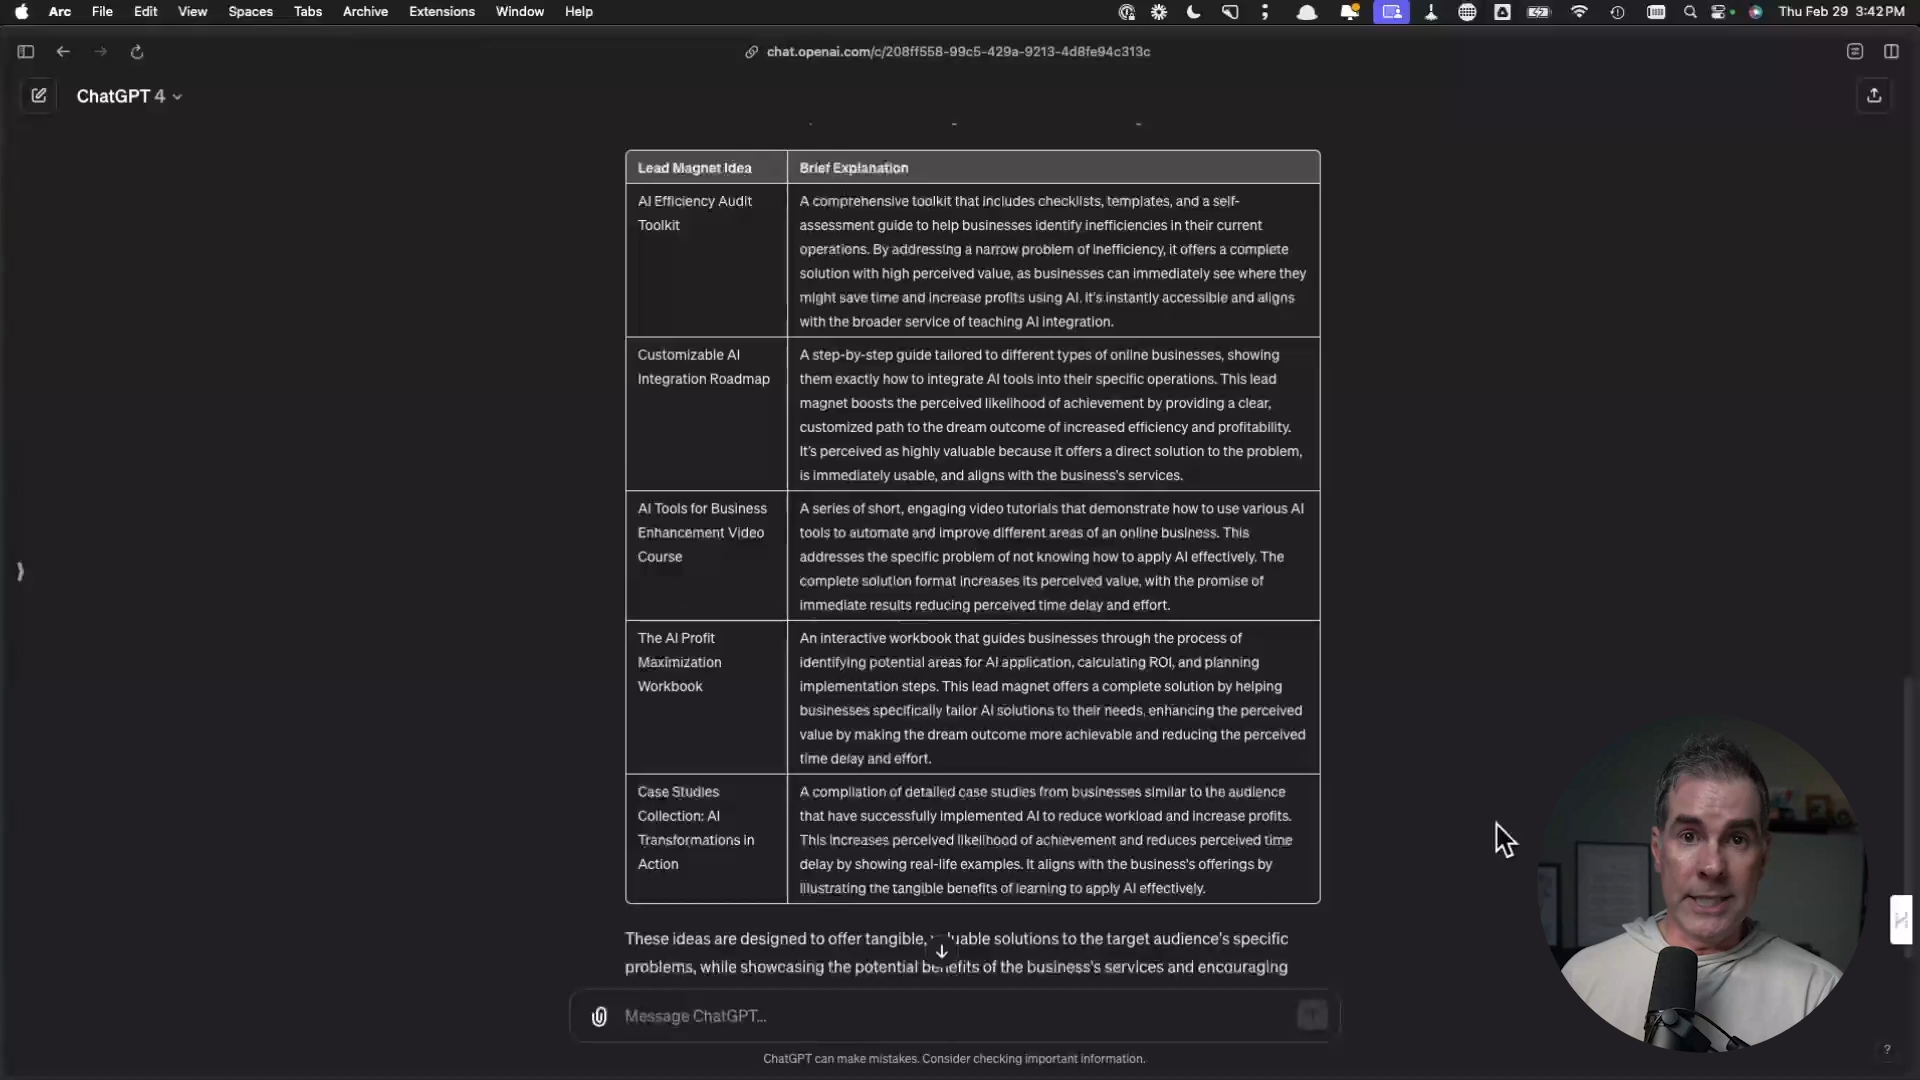 Arc File Edit View Spaces Tabs Archive Extensions Window Help Thu Feb 29 3:42 PM
chat.openai.com/c/208ff558-99c5-429a-9213-4d8fe94c313c
ChatGPT 4
Lead Magnet Idea Brief Explanation
AI Efficiency Audit
Toolkit
A comprehensive toolkit that includes checklists, templates, and a self-
assessment guide to help businesses identify inefficiencies in their current
operations. By addressing a narrow problem of inefficiency, it offers a complete
solution with high perceived value, as businesses can immediately see where they
might save time and increase profits using AI. It's instantly accessible and aligns
with the broader service of teaching AI integration.
Customizable AI
Integration Roadmap
A step-by-step guide tailored to different types of online businesses, showing
them exactly how to integrate AI tools into their specific operations. This lead
magnet boosts the perceived likelihood of achievement by providing a clear,
customized path to the dream outcome of increased efficiency and profitability.
It's perceived as highly valuable because it offers a direct solution to the problem,
is immediately usable, and aligns with the business's services.
AI Tools for Business
Enhancement Video
Course
A series of short, engaging video tutorials that demonstrate how to use various AI
tools to automate and improve different areas of an online business. This
addresses the specific problem of not knowing how to apply AI effectively. The
complete solution format increases its perceived value, with the promise of
immediate results reducing perceived time delay and effort.
The AI Profit
Maximization
Workbook
An interactive workbook that guides businesses through the process of
identifying potential areas for AI application, calculating ROI, and planning
implementation steps. This lead magnet offers a complete solution by helping
businesses specifically tailor AI solutions to their needs, enhancing the perceived
value by making the dream outcome more achievable and reducing the perceived
time delay and effort.
Case Studies
Collection: AI
Transformations in
Action
A compilation of detailed case studies from businesses similar to the audience
that have successfully implemented AI to reduce workload and increase profits.
This increases perceived likelihood of achievement and reduces perceived time
delay by showing real-life examples. It aligns with the business's offerings by
illustrating the tangible benefits of learning to apply AI effectively.
These ideas are designed to offer tangible, valuable solutions to the target audience's specific
problems, while showcasing the potential benefits of the business's services and encouraging
Message ChatGPT...
ChatGPT can make mistakes. Consider checking important information.
?